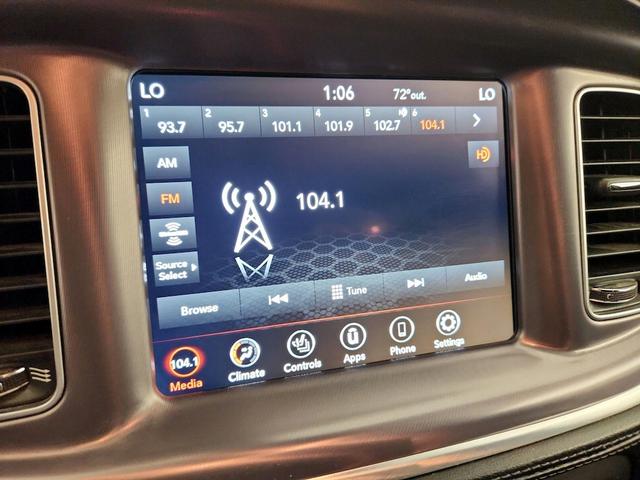 LO 1:06 72°out. LO
1 93.7 2 95.7 3 101.1 4 101.9 5 102.7 6 104.1
AM
HD
FM
104.1
Source
Select
Browse Tune Audio
104.1
Media Climate Controls Apps Phone Settings